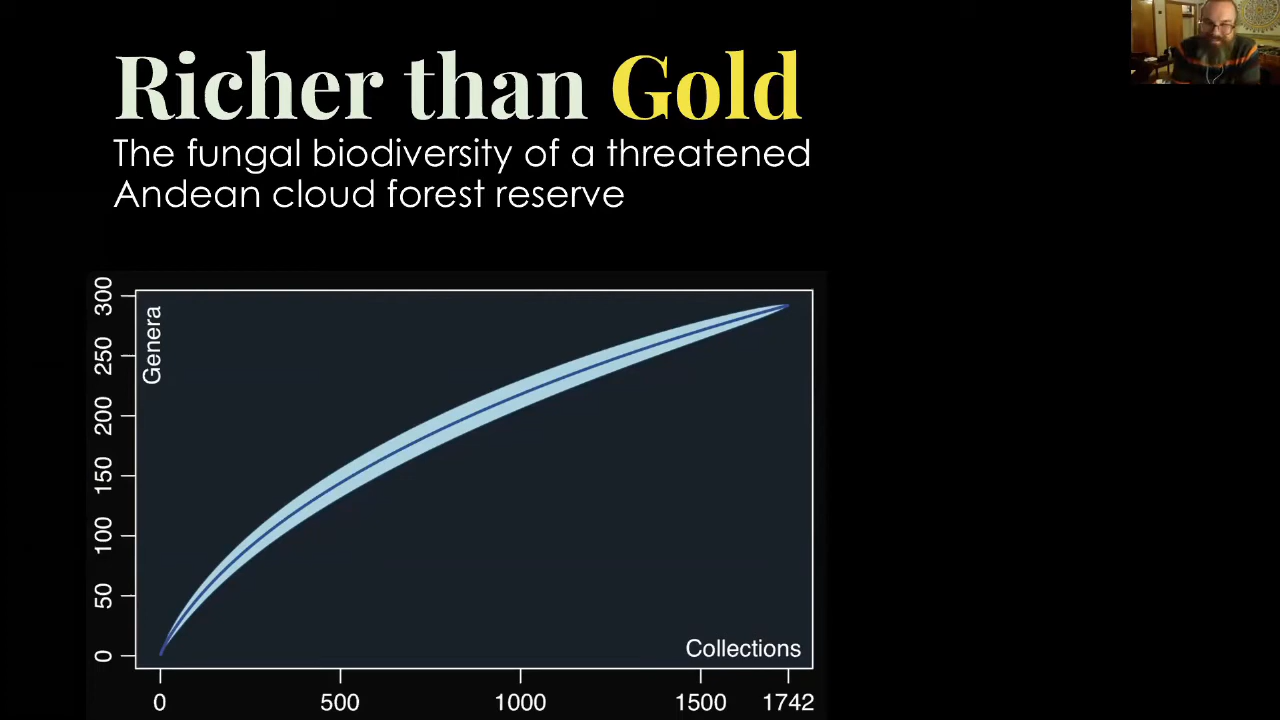 Richer than Gold
The fungal biodiversity of a threatened
Andean cloud forest reserve
300
250
200
150
100
50
0
Genera
Collections
0 500 1000 1500 1742